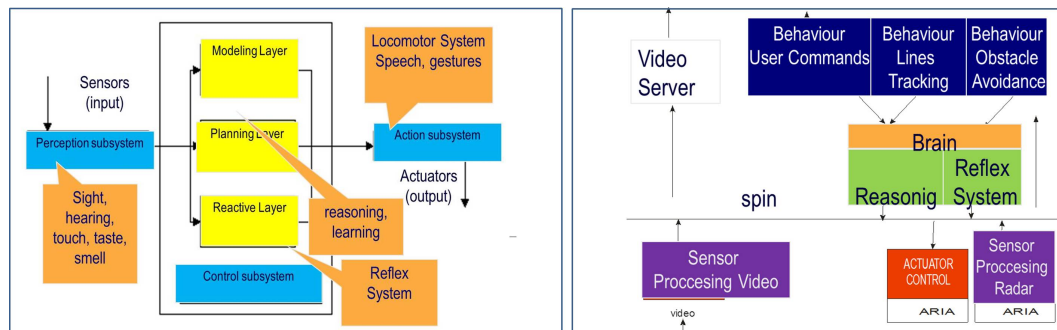 Modeling Layer
Locomotor System
Speech, gestures
Sensors
(input)
Perception subsystem
Planning Layer
Action subsystem
Sight,
hearing,
touch, taste,
smell
Actuators
(output)
Reactive Layer
reasoning,
learning
Control subsystem
Reflex
System
Video
Server
Behaviour
User Commands
Behaviour
Lines
Tracking
Behaviour
Obstacle
Avoidance
Brain
Reasonig
Reflex
System
spin
Sensor
Proccesing Video
video
ACTUATOR
CONTROL
ARIA
Sensor
Proccesing
Radar
ARIA